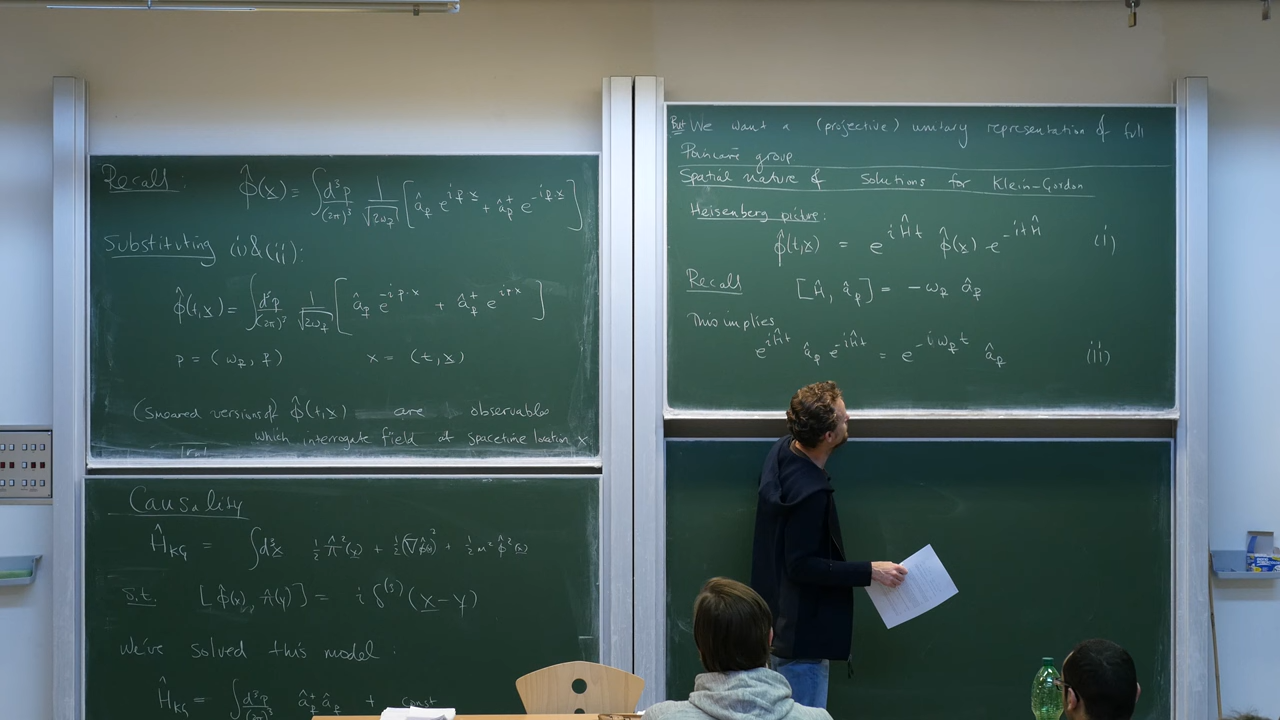 Recall:
φ̂(x) = ∫ d³p/(2π)³ 1/√2ω_p [ â_p e^{ip·x} + â_p† e^{-ip·x} ]
Substituting (i)&(ii):
φ̂(t,x) = ∫ d³p/(2π)³ 1/√2ω_p [ â_p e^{-ip·x} + â_p† e^{ip·x} ]
p = (ω_p, p) x = (t, x)
(Smeared versions of) φ̂(t,x) are observables
which interrogate field at spacetime location x
Causality
Ĥ_KG = ∫d³x ½ π̂²(x) + ½(∇φ̂(x))² + ½ m² φ̂²(x)
s.t. [φ̂(x), π̂(y)] = i δ⁽³⁾(x-y)
We've solved this model:
Ĥ_KG = ∫ d³p/(2π)³ â_p† â_p + const
But We want a (projective) unitary representation of full
Poincaré group
Spatial nature of Solutions for Klein-Gordon
Heisenberg picture:
φ̂(t,x) = e^{iĤt} φ̂(x) e^{-itĤ} (i)
Recall [Ĥ, â_p] = -ω_p â_p
This implies
e^{iĤt} â_p e^{-iĤt} = e^{-iω_p t} â_p (ii)